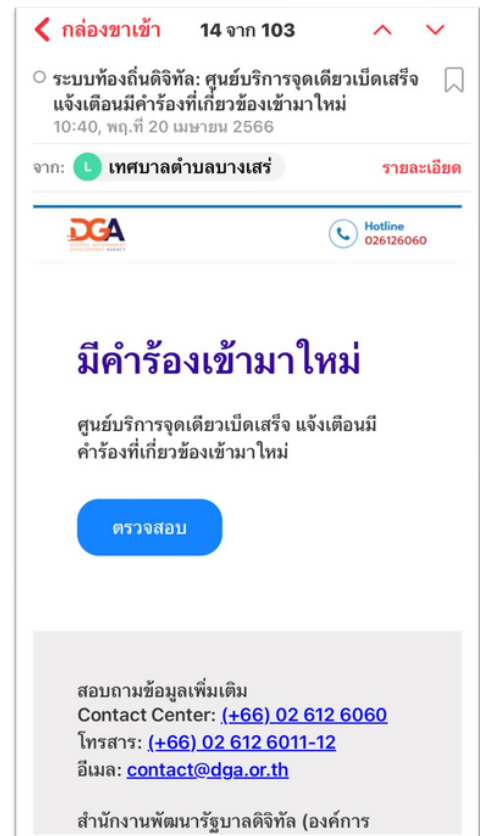 กล่องขาเข้า 14 จาก 103
ระบบท้องถิ่นดิจิทัล: ศูนย์บริการจุดเดียวเบ็ดเสร็จ
แจ้งเตือนมีคำร้องที่เกี่ยวข้องเข้ามาใหม่
10:40, พฤ.ที่ 20 เมษายน 2566
จาก: L เทศบาลตำบลบางเสร่ รายละเอียด
DGA
DIGITAL GOVERNMENT
DEVELOPMENT AGENCY
Hotline
026126060
มีคำร้องเข้ามาใหม่
ศูนย์บริการจุดเดียวเบ็ดเสร็จ แจ้งเตือนมี
คำร้องที่เกี่ยวข้องเข้ามาใหม่
ตรวจสอบ
สอบถามข้อมูลเพิ่มเติม
Contact Center: (+66) 02 612 6060
โทรสาร: (+66) 02 612 6011-12
อีเมล: contact@dga.or.th
สำนักงานพัฒนารัฐบาลดิจิทัล (องค์การ